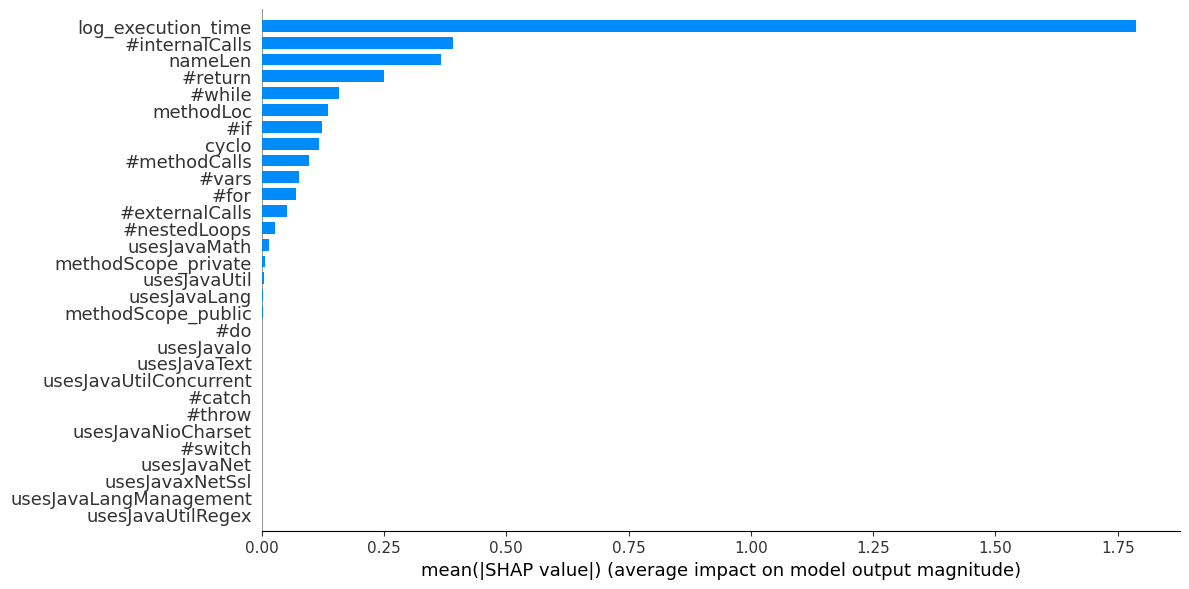 log_execution_time
#internalCalls
nameLen
#return
#while
methodLoc
#if
cyclo
#methodCalls
#vars
#for
#externalCalls
#nestedLoops
usesJavaMath
methodScope_private
usesJavaUtil
usesJavaLang
methodScope_public
#do
usesJavaIo
usesJavaText
usesJavaUtilConcurrent
#catch
#throw
usesJavaNioCharset
#switch
usesJavaNet
usesJavaxNetSsl
usesJavaLangManagement
usesJavaUtilRegex
0.00 0.25 0.50 0.75 1.00 1.25 1.50 1.75
mean(|SHAP value|) (average impact on model output magnitude)